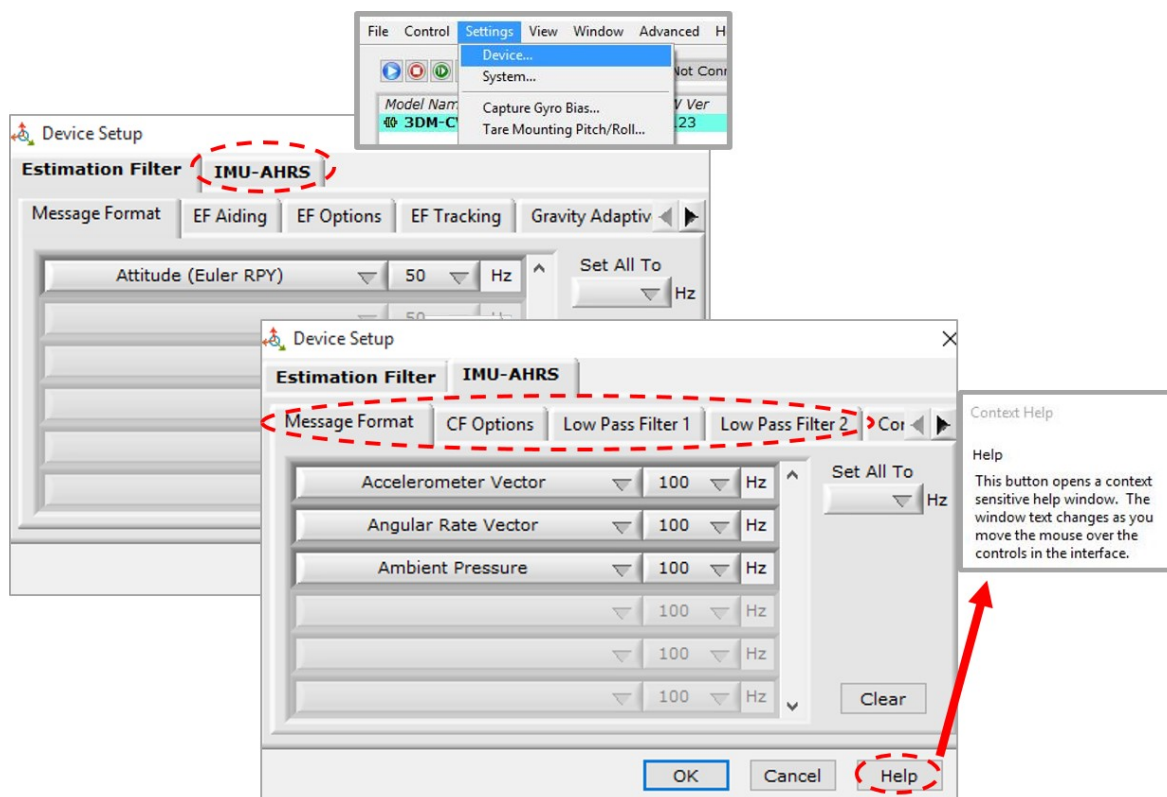 File Control Settings View Window Advanced H
Device...
System...
Not Conn
Capture Gyro Bias...
Tare Mounting Pitch/Roll...
Model Nam
W Ver
3DM-CV
.23
Device Setup
Estimation Filter IMU-AHRS
Message Format EF Aiding EF Options EF Tracking Gravity Adaptiv
Attitude (Euler RPY) 50 Hz
Set All To
Hz
50
Device Setup
Estimation Filter IMU-AHRS
Message Format CF Options Low Pass Filter 1 Low Pass Filter 2 Cor
Accelerometer Vector 100 Hz
Angular Rate Vector 100 Hz
Ambient Pressure 100 Hz
100 Hz
100 Hz
100 Hz
Set All To
Hz
Clear
OK Cancel Help
Context Help
Help
This button opens a context
sensitive help window. The
window text changes as you
move the mouse over the
controls in the interface.